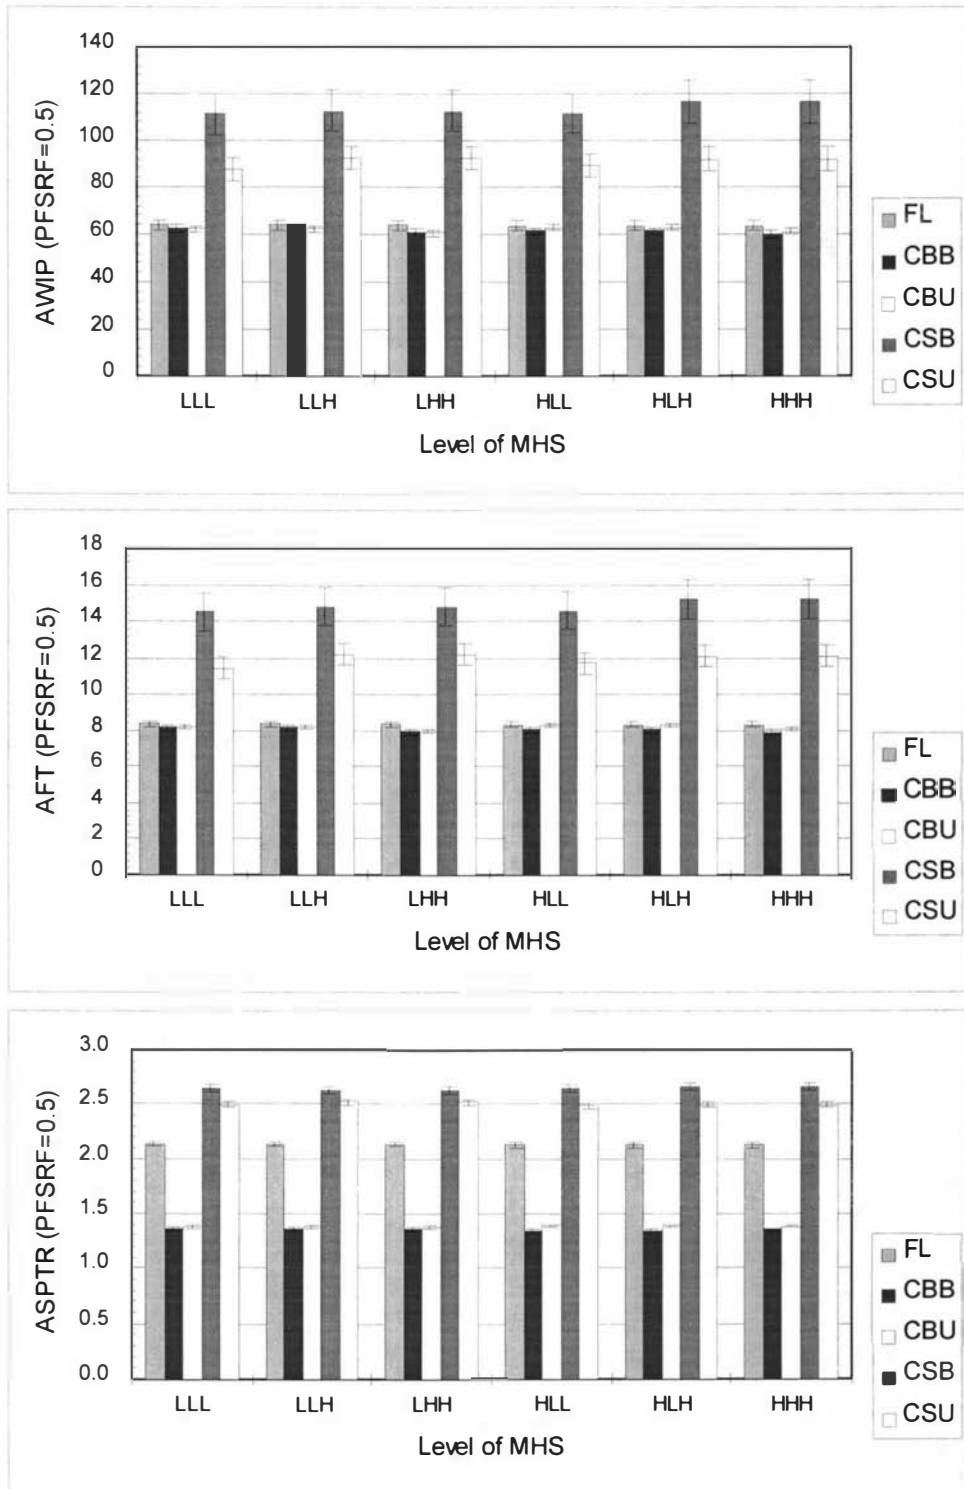 AWIP (PFSRF=0.5)
140
120
100
80
60
40
20
0
LLL LLH LHH HLL HLH HHH
Level of MHS
FL
CBB
CBU
CSB
CSU
AFT (PFSRF=0.5)
18
16
14
12
10
8
6
4
2
0
LLL LLH LHH HLL HLH HHH
Level of MHS
FL
CBB
CBU
CSB
CSU
ASPTR (PFSRF=0.5)
3.0
2.5
2.0
1.5
1.0
0.5
0.0
LLL LLH LHH HLL HLH HHH
Level of MHS
FL
CBB
CBU
CSB
CSU